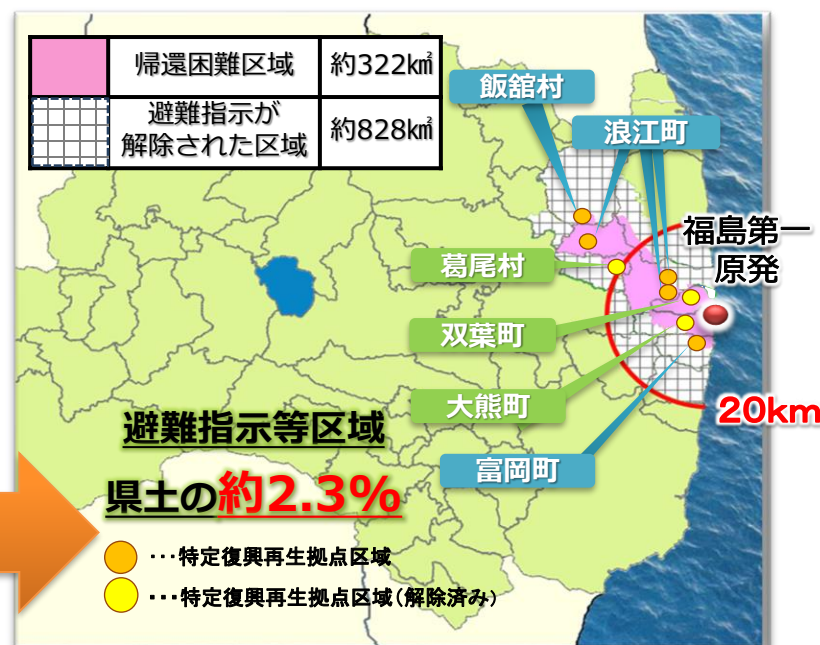 帰還困難区域 約322㎢
避難指示が
解除された区域 約828㎢
飯舘村
浪江町
福島第一
原発
葛尾村
双葉町
大熊町
20km
富岡町
避難指示等区域
県土の約2.3%
･･･特定復興再生拠点区域
･･･特定復興再生拠点区域(解除済み)